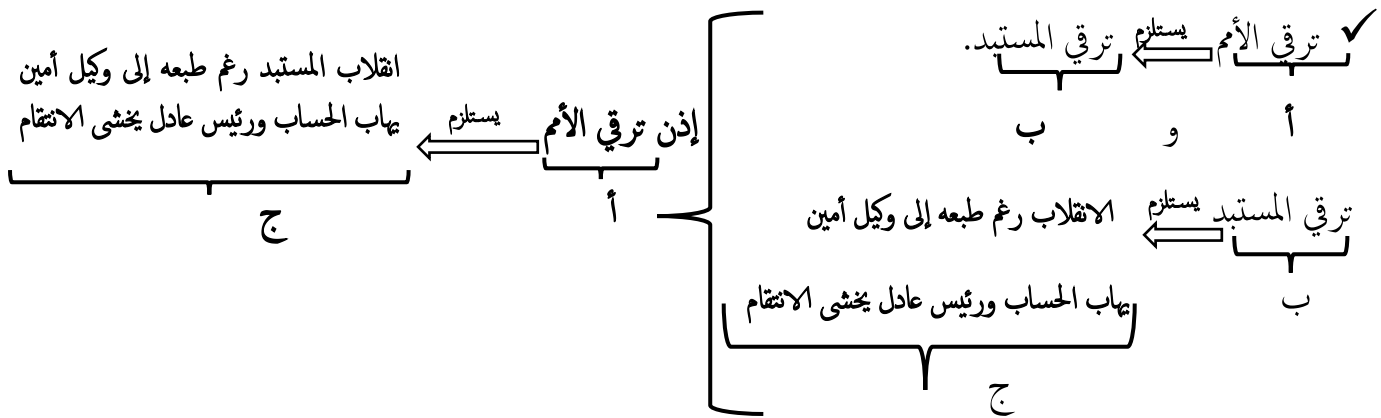 ترقي الأمم يستلزم ترقي المستبد.
أ و ب
ترقي المستبد يستلزم الانقلاب رغم طبعه إلى وكيل أمين
ب
يهاب الحساب ورئيس عادل يخشى الانتقام
ج
إذن ترقي الأمم يستلزم
أ
انقلاب المستبد رغم طبعه إلى وكيل أمين
يهاب الحساب ورئيس عادل يخشى الانتقام
ج